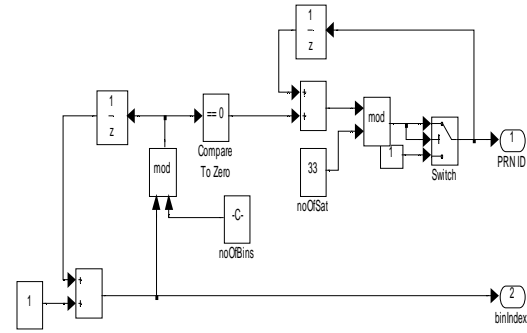 1
z
1
z
== 0
Compare
To Zero
+
+
mod
1
Switch
1
PRN ID
mod
33
noOfSat
-C-
noOfBins
1
+
+
2
binIndex